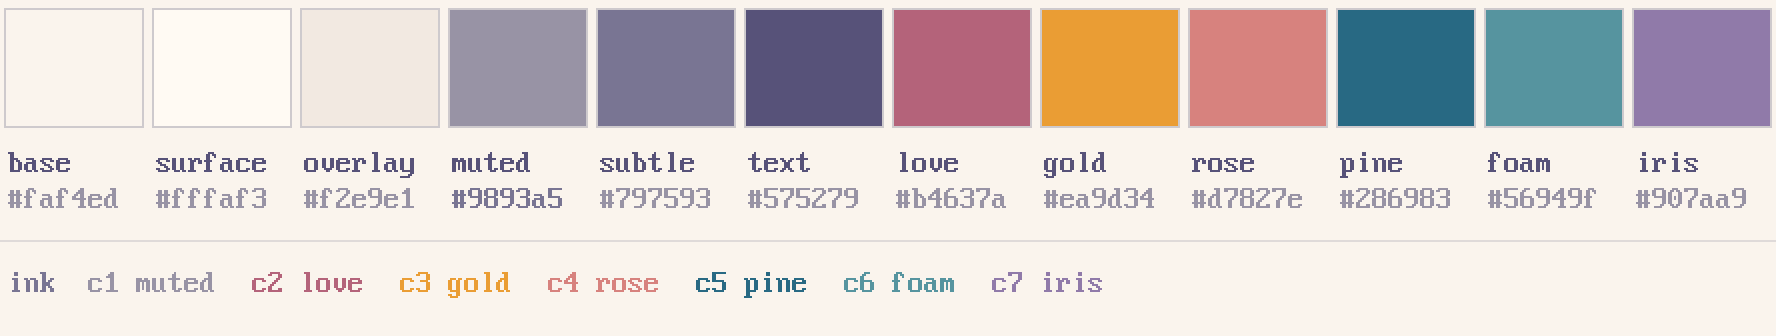 base surface overlay muted subtle text love gold rose pine foam iris
#faf4ed #fffaf3 #f2e9e1 #9893a5 #797593 #575279 #b4637a #ea9d34 #d7827e #286983 #56949f #907aa9
ink c1 muted c2 love c3 gold c4 rose c5 pine c6 foam c7 iris